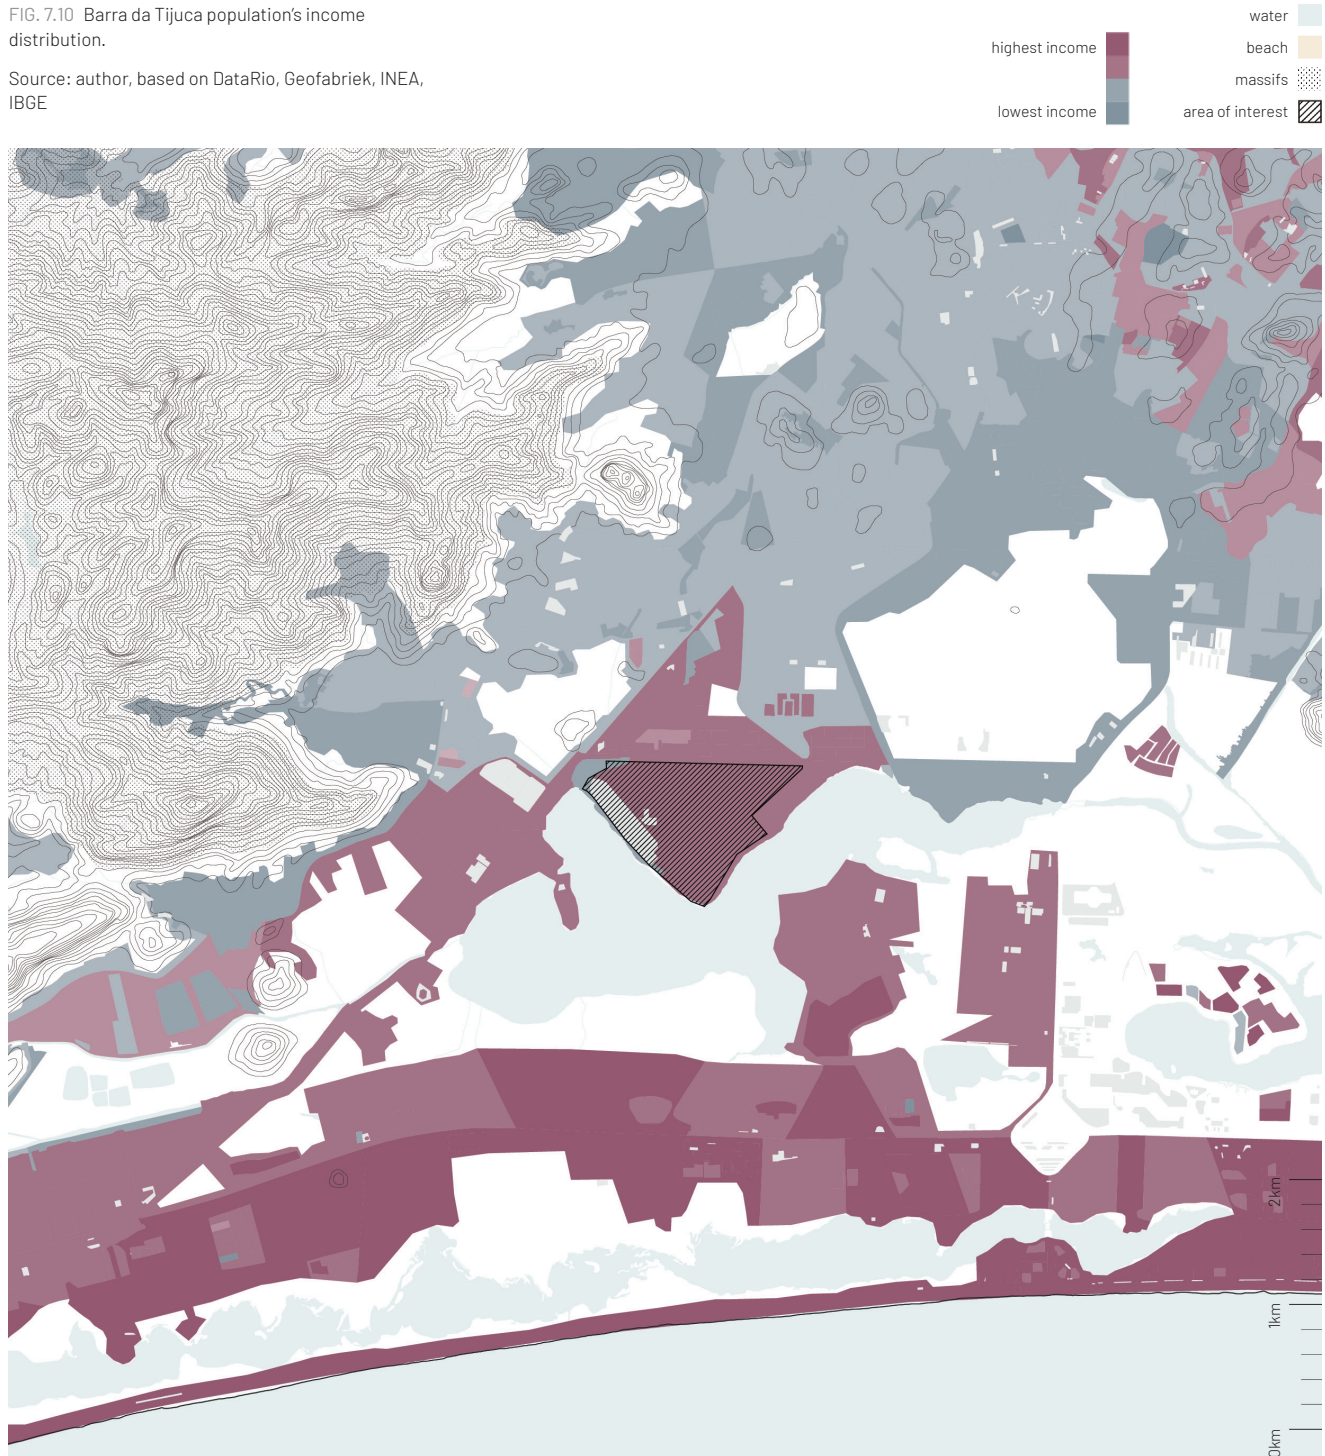 FIG. 7.10 Barra da Tijuca population's income
distribution.
Source: author, based on DataRio, Geofabriek, INEA,
IBGE
highest income
lowest income
water
beach
massifs
area of interest
2km
1km
0km